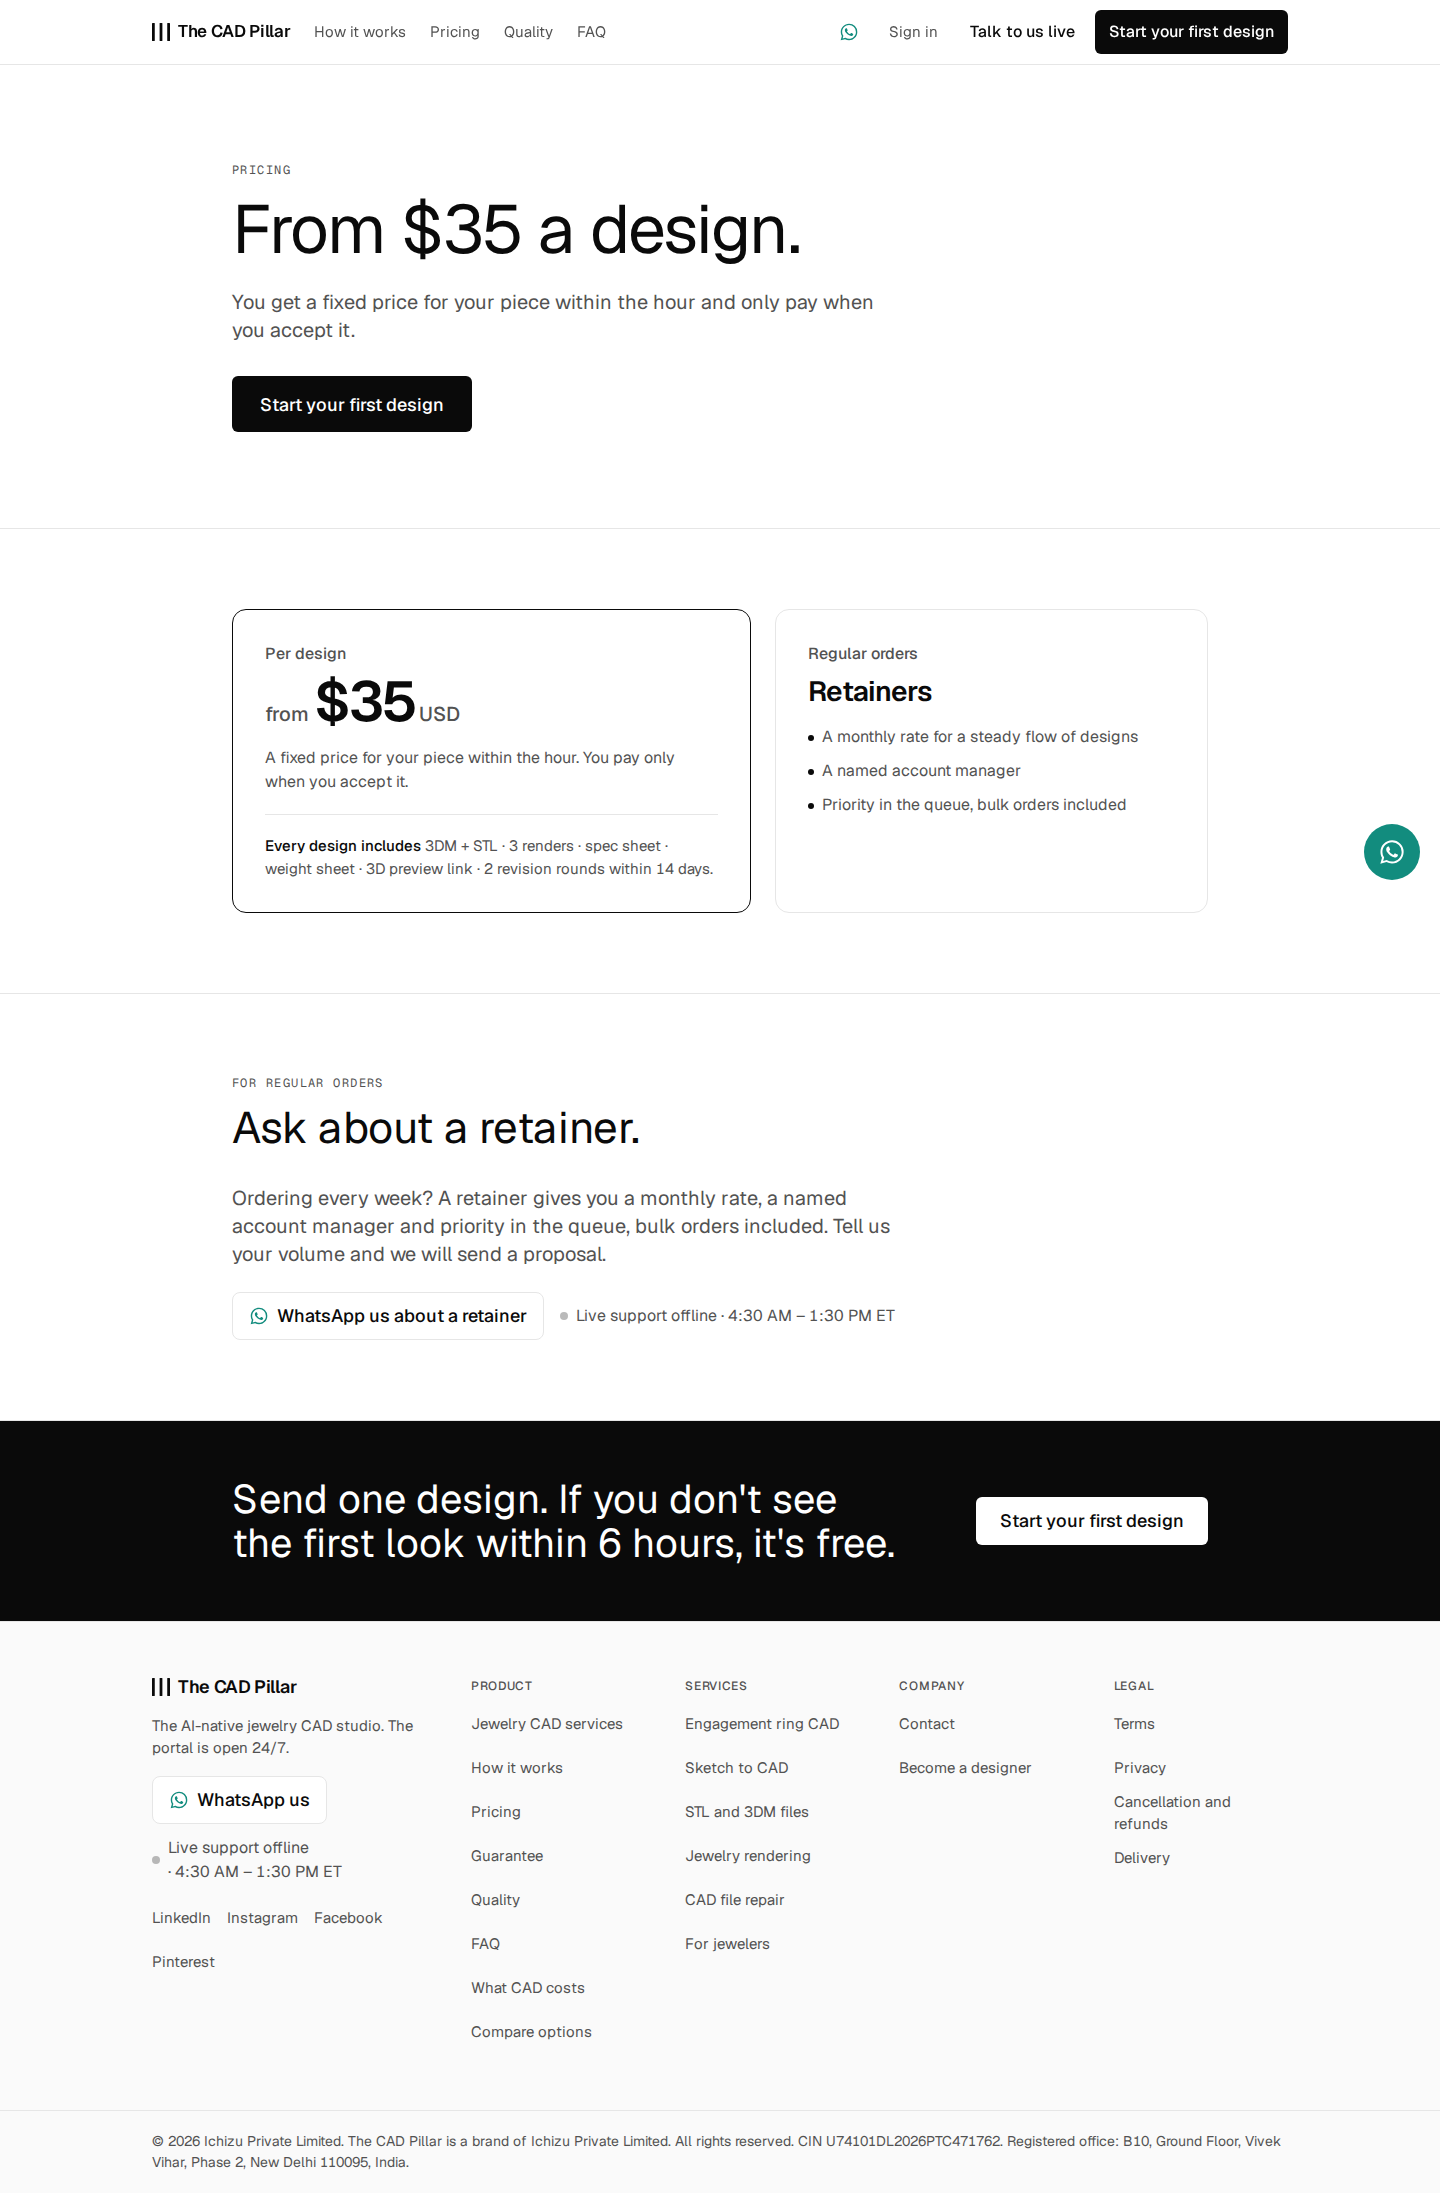 The CAD Pillar
How it works
Pricing
Quality
FAQ
Sign in
Talk to us live
Start your first design
PRICING
From $35 a design.
You get a fixed price for your piece within the hour and only pay when
you accept it.
Start your first design
Per design
from $35 USD
A fixed price for your piece within the hour. You pay only
when you accept it.
Every design includes 3DM + STL · 3 renders · spec sheet ·
weight sheet · 3D preview link · 2 revision rounds within 14 days.
Regular orders
Retainers
A monthly rate for a steady flow of designs
A named account manager
Priority in the queue, bulk orders included
FOR REGULAR ORDERS
Ask about a retainer.
Ordering every week? A retainer gives you a monthly rate, a named
account manager and priority in the queue, bulk orders included. Tell us
your volume and we will send a proposal.
WhatsApp us about a retainer
Live support offline · 4:30 AM – 1:30 PM ET
Send one design. If you don't see
the first look within 6 hours, it's free.
Start your first design
The CAD Pillar
The AI-native jewelry CAD studio. The
portal is open 24/7.
WhatsApp us
Live support offline
· 4:30 AM – 1:30 PM ET
LinkedIn
Instagram
Facebook
Pinterest
PRODUCT
Jewelry CAD services
How it works
Pricing
Guarantee
Quality
FAQ
What CAD costs
Compare options
SERVICES
Engagement ring CAD
Sketch to CAD
STL and 3DM files
Jewelry rendering
CAD file repair
For jewelers
COMPANY
Contact
Become a designer
LEGAL
Terms
Privacy
Cancellation and
refunds
Delivery
© 2026 Ichizu Private Limited. The CAD Pillar is a brand of Ichizu Private Limited. All rights reserved. CIN U74101DL2026PTC471762. Registered office: B10, Ground Floor, Vivek
Vihar, Phase 2, New Delhi 110095, India.